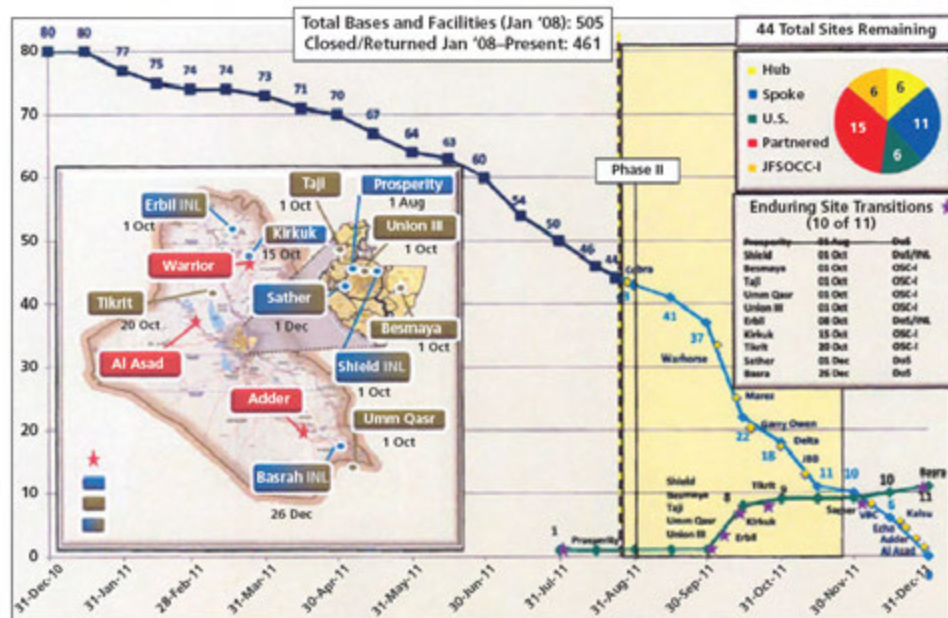 Total Bases and Facilities (Jan '08): 505
Closed/Returned Jan '08–Present: 461
44 Total Sites Remaining
Hub
Spoke
U.S.
Partnered
JFSOCC-I
6
6
11
6
15
Phase II
Enduring Site Transitions
(10 of 11)
Prosperity 01 Aug DoS
Shield 01 Oct DoS/INL
Besmaya 01 Oct OSC-I
Taji 01 Oct OSC-I
Umm Qasr 01 Oct OSC-I
Union III 01 Oct OSC-I
Erbil 08 Oct DoS/INL
Kirkuk 15 Oct OSC-I
Tikrit 20 Oct OSC-I
Sather 01 Dec DoS
Basra 26 Dec DoS
80
70
60
50
40
30
20
10
0
80
80
77
75
74
74
73
71
70
67
64
63
60
54
50
46
44
Cobra
41
37
Warhorse
Marez
22
Garry Owen
18
Delta
JBB
11
10
VBC
6
Kalsu
Echo
Adder
Al Asad
1
Prosperity
Shield
Besmaya
Taji
Umm Qasr
Union III
8
Erbil
Kirkuk
Tikrit
9
Sather
10
Basra
11
Erbil INL
1 Oct
Taji
1 Oct
Prosperity
1 Aug
Union III
1 Oct
Kirkuk
15 Oct
Warrior
Tikrit
20 Oct
Sather
1 Dec
Besmaya
1 Oct
Al Asad
Shield INL
1 Oct
Adder
Umm Qasr
1 Oct
Basrah INL
26 Dec
31-Dec-10
31-Jan-11
28-Feb-11
31-Mar-11
30-Apr-11
31-May-11
30-Jun-11
31-Jul-11
31-Aug-11
30-Sep-11
31-Oct-11
30-Nov-11
31-Dec-11